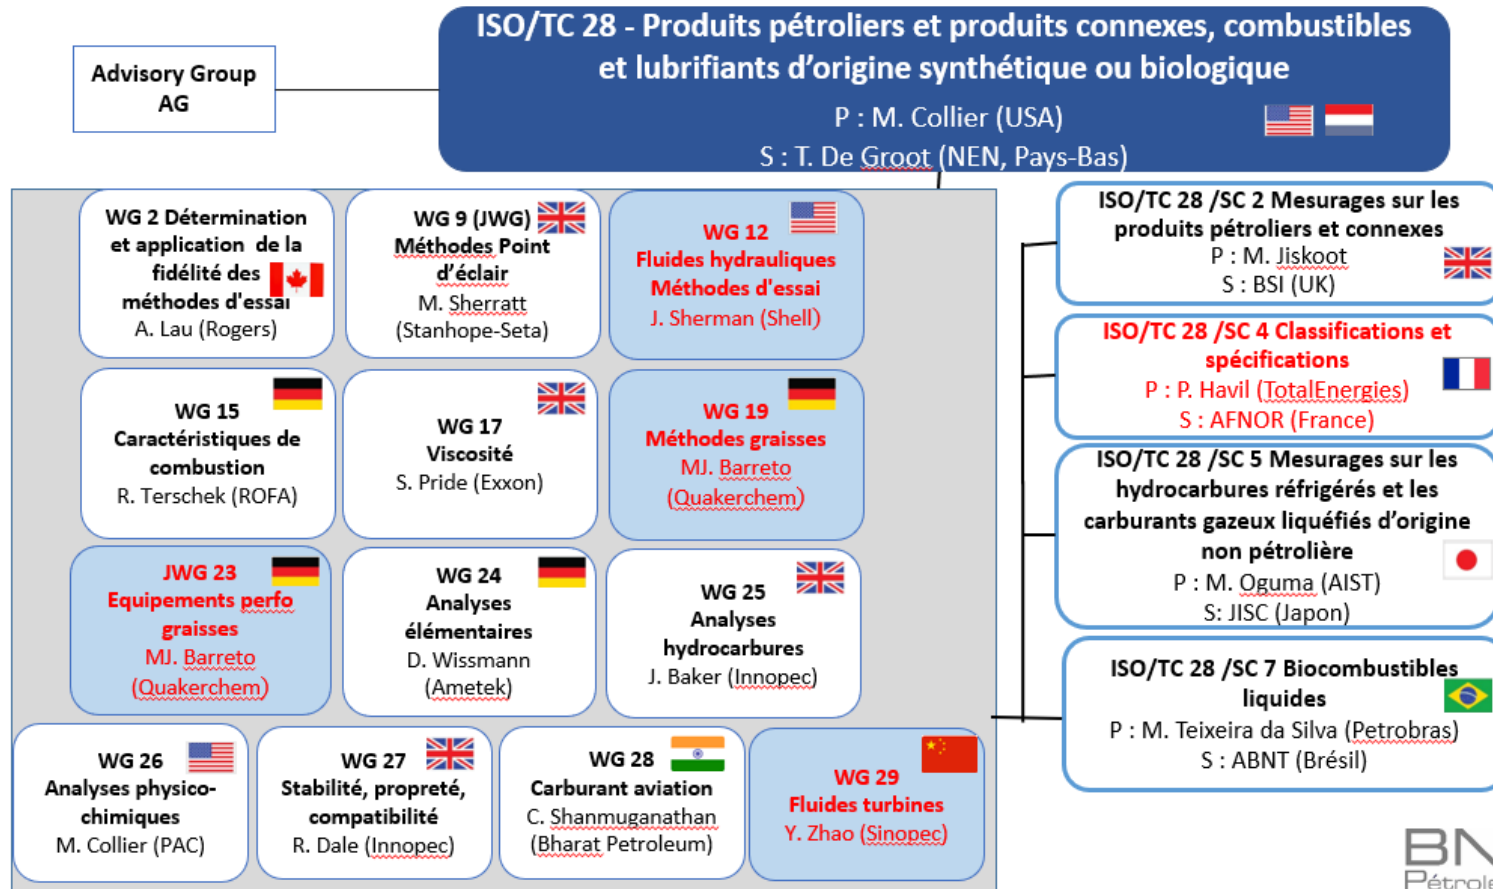 ISO/TC 28 - Produits pétroliers et produits connexes, combustibles
et lubrifiants d'origine synthétique ou biologique
P : M. Collier (USA)
S : T. De Groot (NEN, Pays-Bas)
Advisory Group
AG
WG 2 Détermination
et application de la
fidélité des
méthodes d'essai
A. Lau (Rogers)
WG 9 (JWG)
Méthodes Point
d'éclair
M. Sherratt
(Stanhope-Seta)
WG 12
Fluides hydrauliques
Méthodes d'essai
J. Sherman (Shell)
WG 15
Caractéristiques de
combustion
R. Terschek (ROFA)
WG 17
Viscosité
S. Pride (Exxon)
WG 19
Méthodes graisses
MJ. Barreto
(Quakerchem)
JWG 23
Equipements perfo
graisses
MJ. Barreto
(Quakerchem)
WG 24
Analyses
élémentaires
D. Wissmann
(Ametek)
WG 25
Analyses
hydrocarbures
J. Baker (Innopec)
WG 26
Analyses physico-
chimiques
M. Collier (PAC)
WG 27
Stabilité, propreté,
compatibilité
R. Dale (Innopec)
WG 28
Carburant aviation
C. Shanmuganathan
(Bharat Petroleum)
WG 29
Fluides turbines
Y. Zhao (Sinopec)
ISO/TC 28 /SC 2 Mesurages sur les
produits pétroliers et connexes
P : M. Jiskoot
S : BSI (UK)
ISO/TC 28 /SC 4 Classifications et
spécifications
P : P. Havil (TotalEnergies)
S : AFNOR (France)
ISO/TC 28 /SC 5 Mesurages sur les
hydrocarbures réfrigérés et les
carburants gazeux liquéfiés d'origine
non pétrolière
P : M. Oguma (AIST)
S: JISC (Japon)
ISO/TC 28 /SC 7 Biocombustibles
liquides
P : M. Teixeira da Silva (Petrobras)
S : ABNT (Brésil)